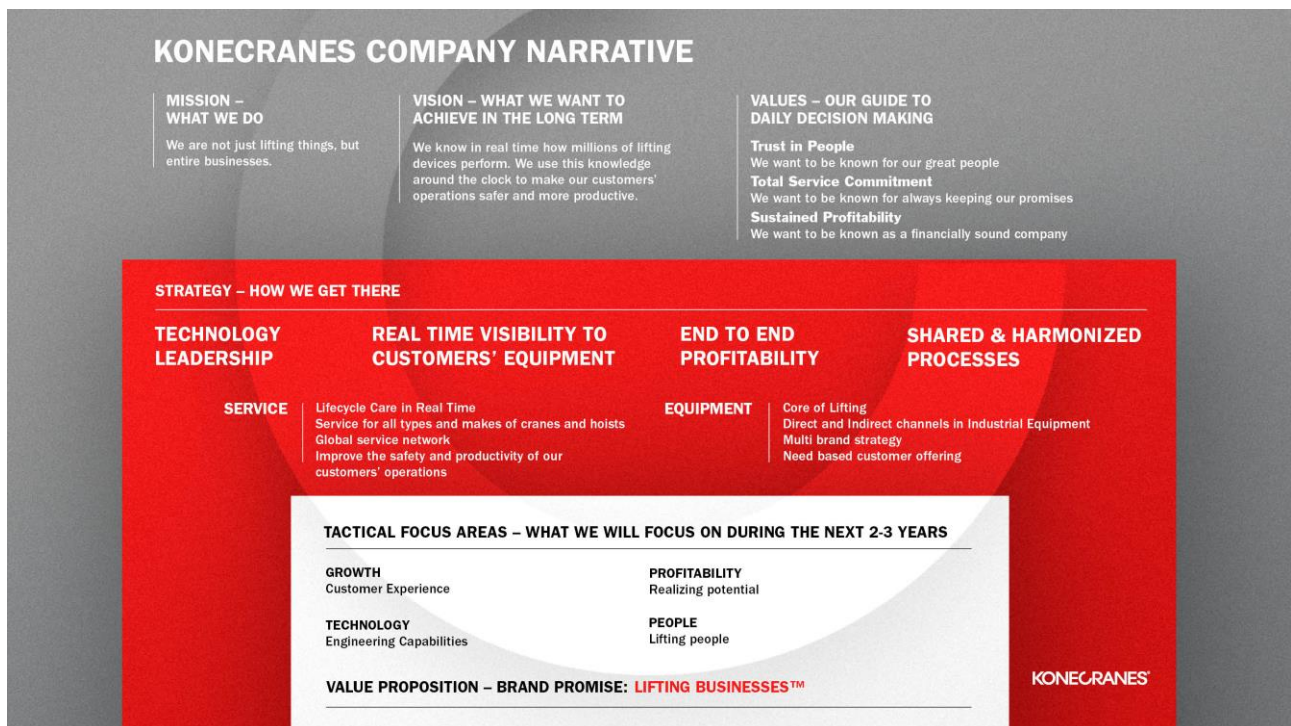 KONECRANES COMPANY NARRATIVE
MISSION –
WHAT WE DO
We are not just lifting things, but
entire businesses.
VISION – WHAT WE WANT TO
ACHIEVE IN THE LONG TERM
We know in real time how millions of lifting
devices perform. We use this knowledge
around the clock to make our customers'
operations safer and more productive.
VALUES – OUR GUIDE TO
DAILY DECISION MAKING
Trust in People
We want to be known for our great people
Total Service Commitment
We want to be known for always keeping our promises
Sustained Profitability
We want to be known as a financially sound company
STRATEGY – HOW WE GET THERE
TECHNOLOGY
LEADERSHIP
REAL TIME VISIBILITY TO
CUSTOMERS' EQUIPMENT
END TO END
PROFITABILITY
SHARED & HARMONIZED
PROCESSES
SERVICE
Lifecycle Care in Real Time
Service for all types and makes of cranes and hoists
Global service network
Improve the safety and productivity of our
customers' operations
EQUIPMENT
Core of Lifting
Direct and Indirect channels in Industrial Equipment
Multi brand strategy
Need based customer offering
TACTICAL FOCUS AREAS – WHAT WE WILL FOCUS ON DURING THE NEXT 2-3 YEARS
GROWTH
Customer Experience
PROFITABILITY
Realizing potential
TECHNOLOGY
Engineering Capabilities
PEOPLE
Lifting people
VALUE PROPOSITION – BRAND PROMISE: LIFTING BUSINESSES™
KONECRANES®